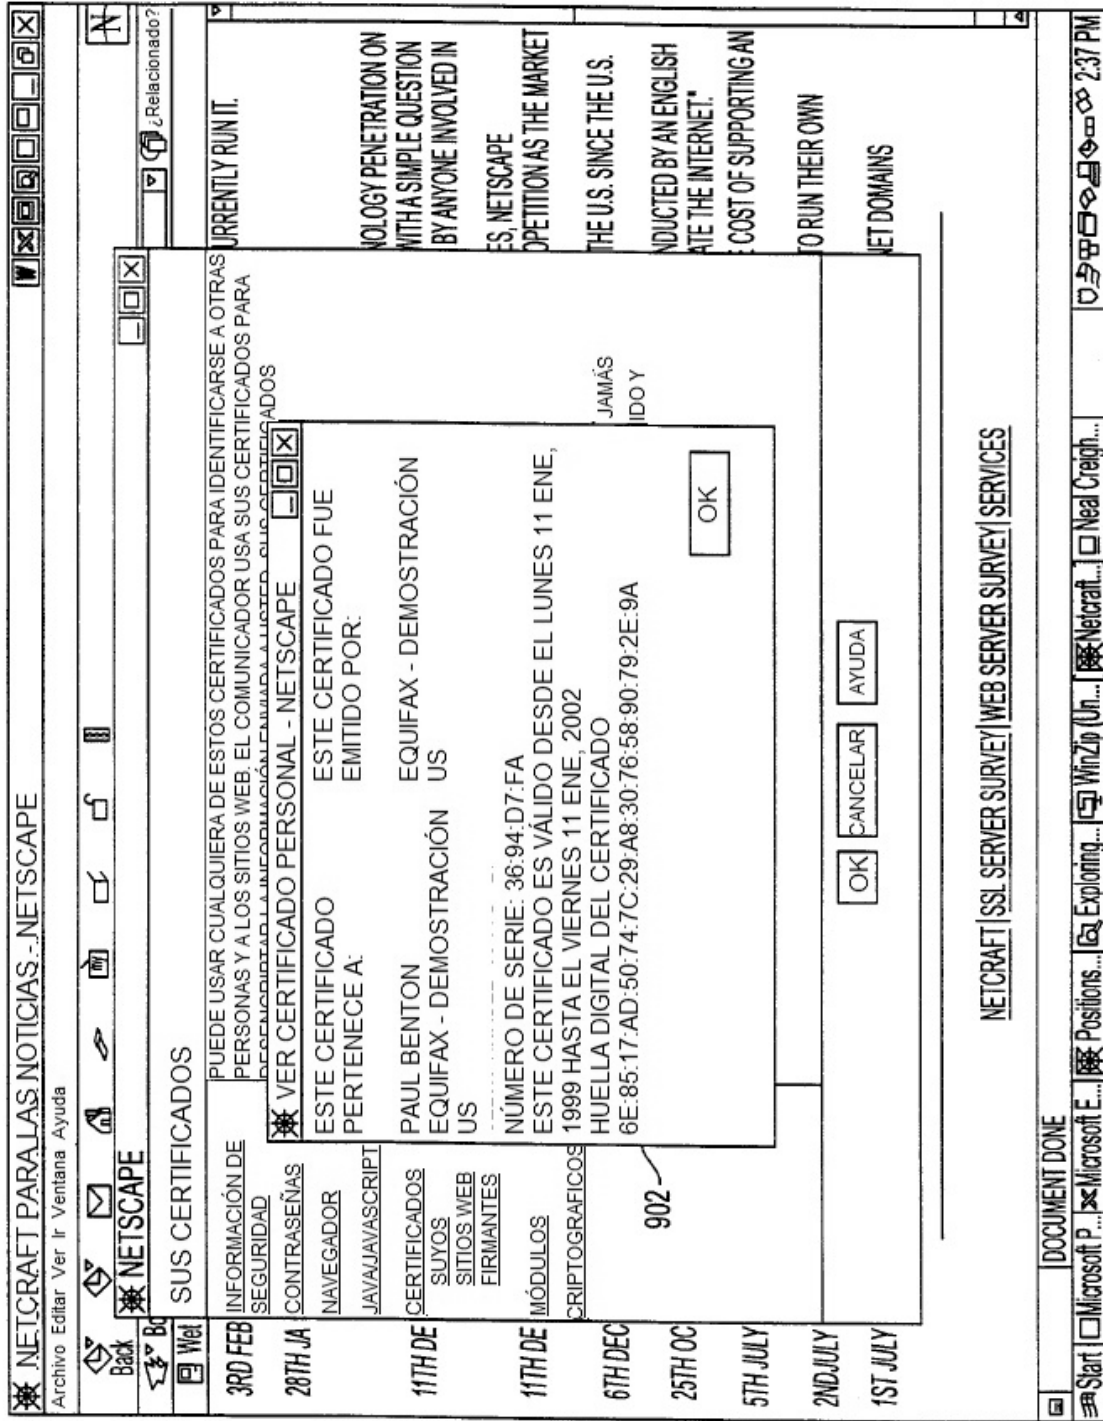 NETCRAFT PARA LAS NOTICIAS - NETSCAPE
Archivo Editar Ver Ir Ventana Ayuda
Back
¿Relacionado?
Wet
NETSCAPE
SUS CERTIFICADOS
INFORMACIÓN DE
SEGURIDAD
CONTRASEÑAS
NAVEGADOR
JAVA/JAVASCRIPT
CERTIFICADOS
SUYOS
SITIOS WEB
FIRMANTES
MÓDULOS
CRIPTOGRAFICOS
PUEDE USAR CUALQUIERA DE ESTOS CERTIFICADOS PARA IDENTIFICARSE A OTRAS
PERSONAS Y A LOS SITIOS WEB. EL COMUNICADOR USA SUS CERTIFICADOS PARA
DESENCRIPTAR LA INFORMACIÓN ENVIADA A USTED. SUS CERTIFICADOS
JAMÁS
IDO Y
VER CERTIFICADO PERSONAL - NETSCAPE
ESTE CERTIFICADO
PERTENECE A:
ESTE CERTIFICADO FUE
EMITIDO POR:
PAUL BENTON
EQUIFAX - DEMOSTRACIÓN
US
EQUIFAX - DEMOSTRACIÓN
US
NÚMERO DE SERIE: 36:94:D7:FA
ESTE CERTIFICADO ES VÁLIDO DESDE EL LUNES 11 ENE,
1999 HASTA EL VIERNES 11 ENE, 2002
HUELLA DIGITAL DEL CERTIFICADO
6E:85:17:AD:50:74:7C:29:A8:30:76:58:90:79:2E:9A
OK
902
OK CANCELAR AYUDA
3RD FEB
28TH JA
11TH DE
11TH DE
6TH DEC
25TH OC
5TH JULY
2NDJULY
1ST JULY
URRENTLY RUN IT.
NOLOGY PENETRATION ON
WITH A SIMPLE QUESTION
BY ANYONE INVOLVED IN
ES, NETSCAPE
OPETITION AS THE MARKET
THE U.S. SINCE THE U.S.
NDUCTED BY AN ENGLISH
ATE THE INTERNET."
COST OF SUPPORTING AN
TO RUN THEIR OWN
NET DOMAINS
NETCRAFT | SSL SERVER SURVEY | WEB SERVER SURVEY | SERVICES
DOCUMENT DONE
Start Microsoft P... Microsoft E... Positions... Exploring... WinZip (Un... Netcraft... Neal Creigh... 2:37 PM